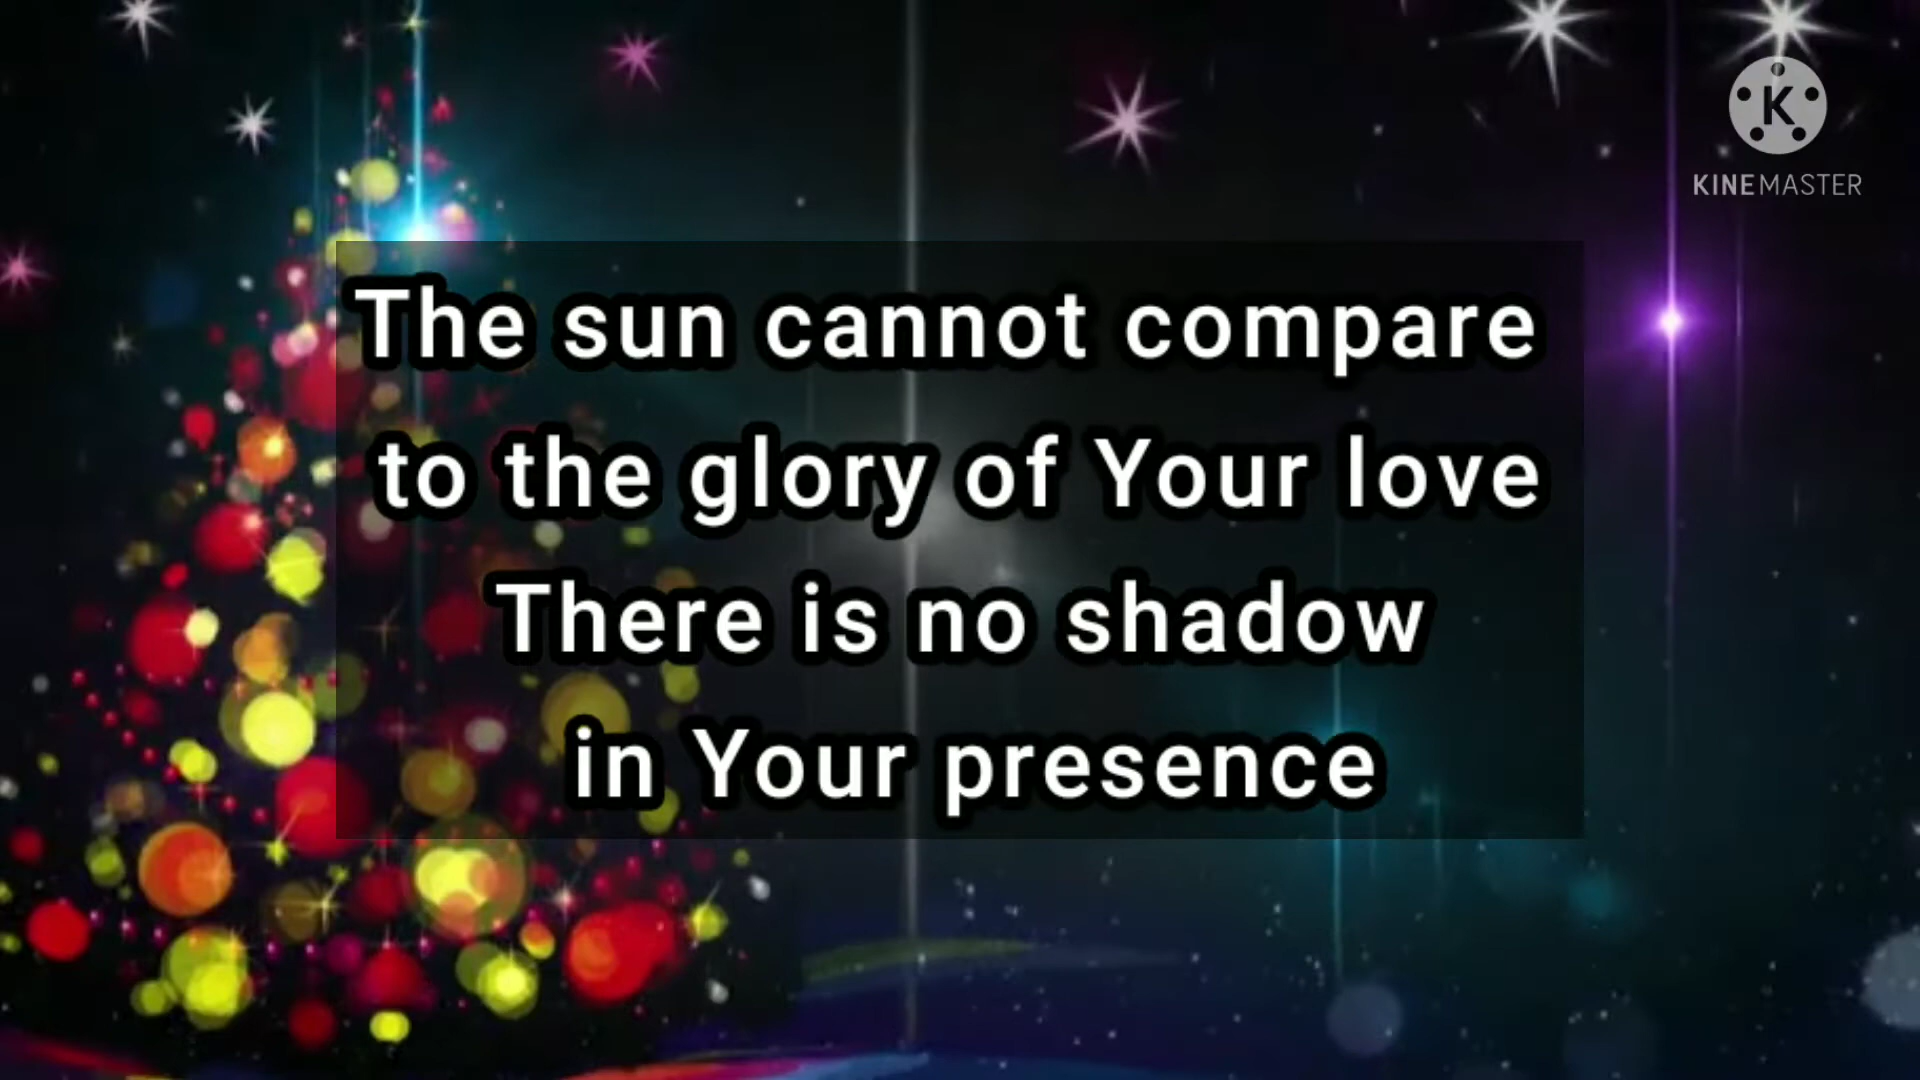 K
KINEMASTER
The sun cannot compare
to the glory of Your love
There is no shadow
in Your presence